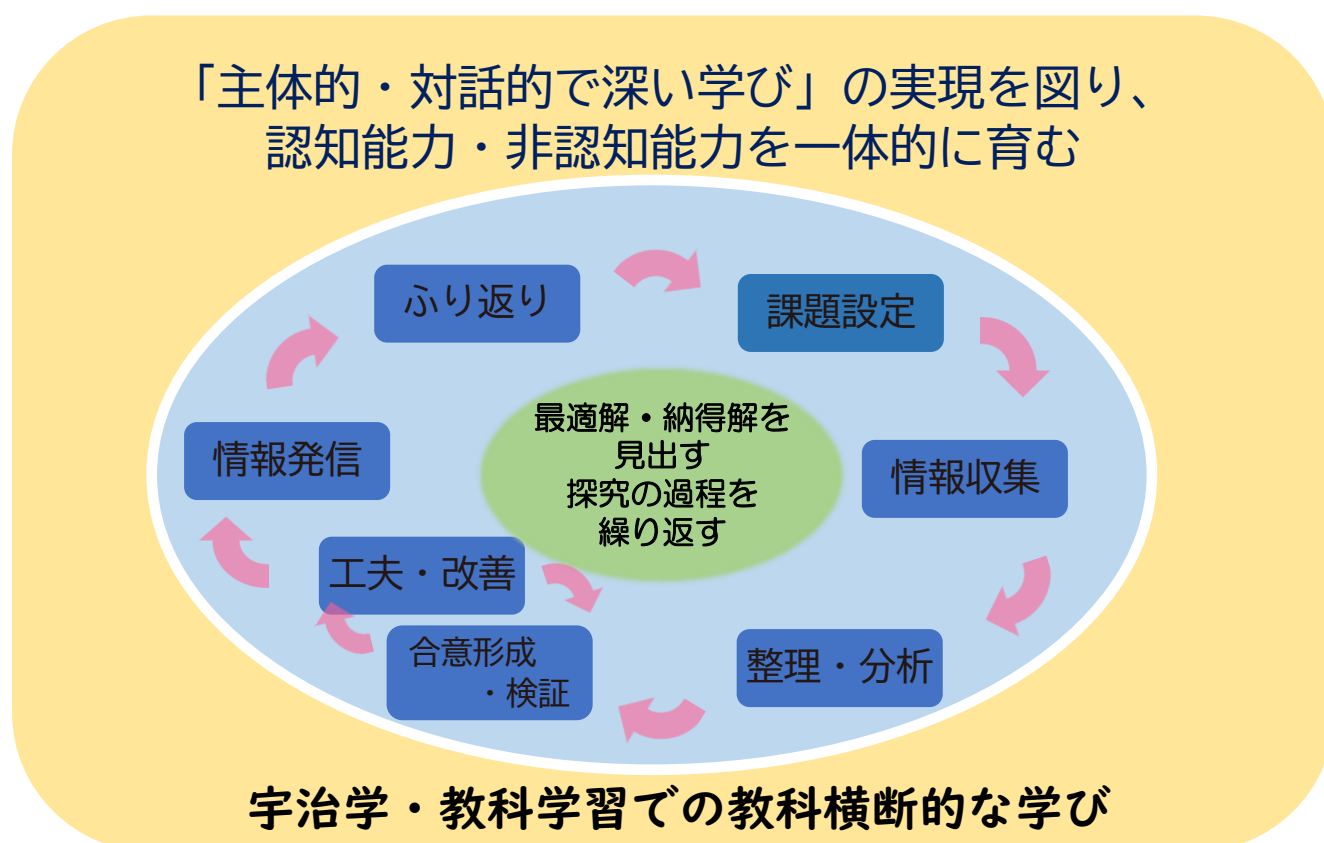 「主体的・対話的で深い学び」の実現を図り、
認知能力・非認知能力を一体的に育む
ふり返り
課題設定
最適解・納得解を
見出す
探究の過程を
繰り返す
情報発信
情報収集
工夫・改善
合意形成
・検証
整理・分析
宇治学・教科学習での教科横断的な学び